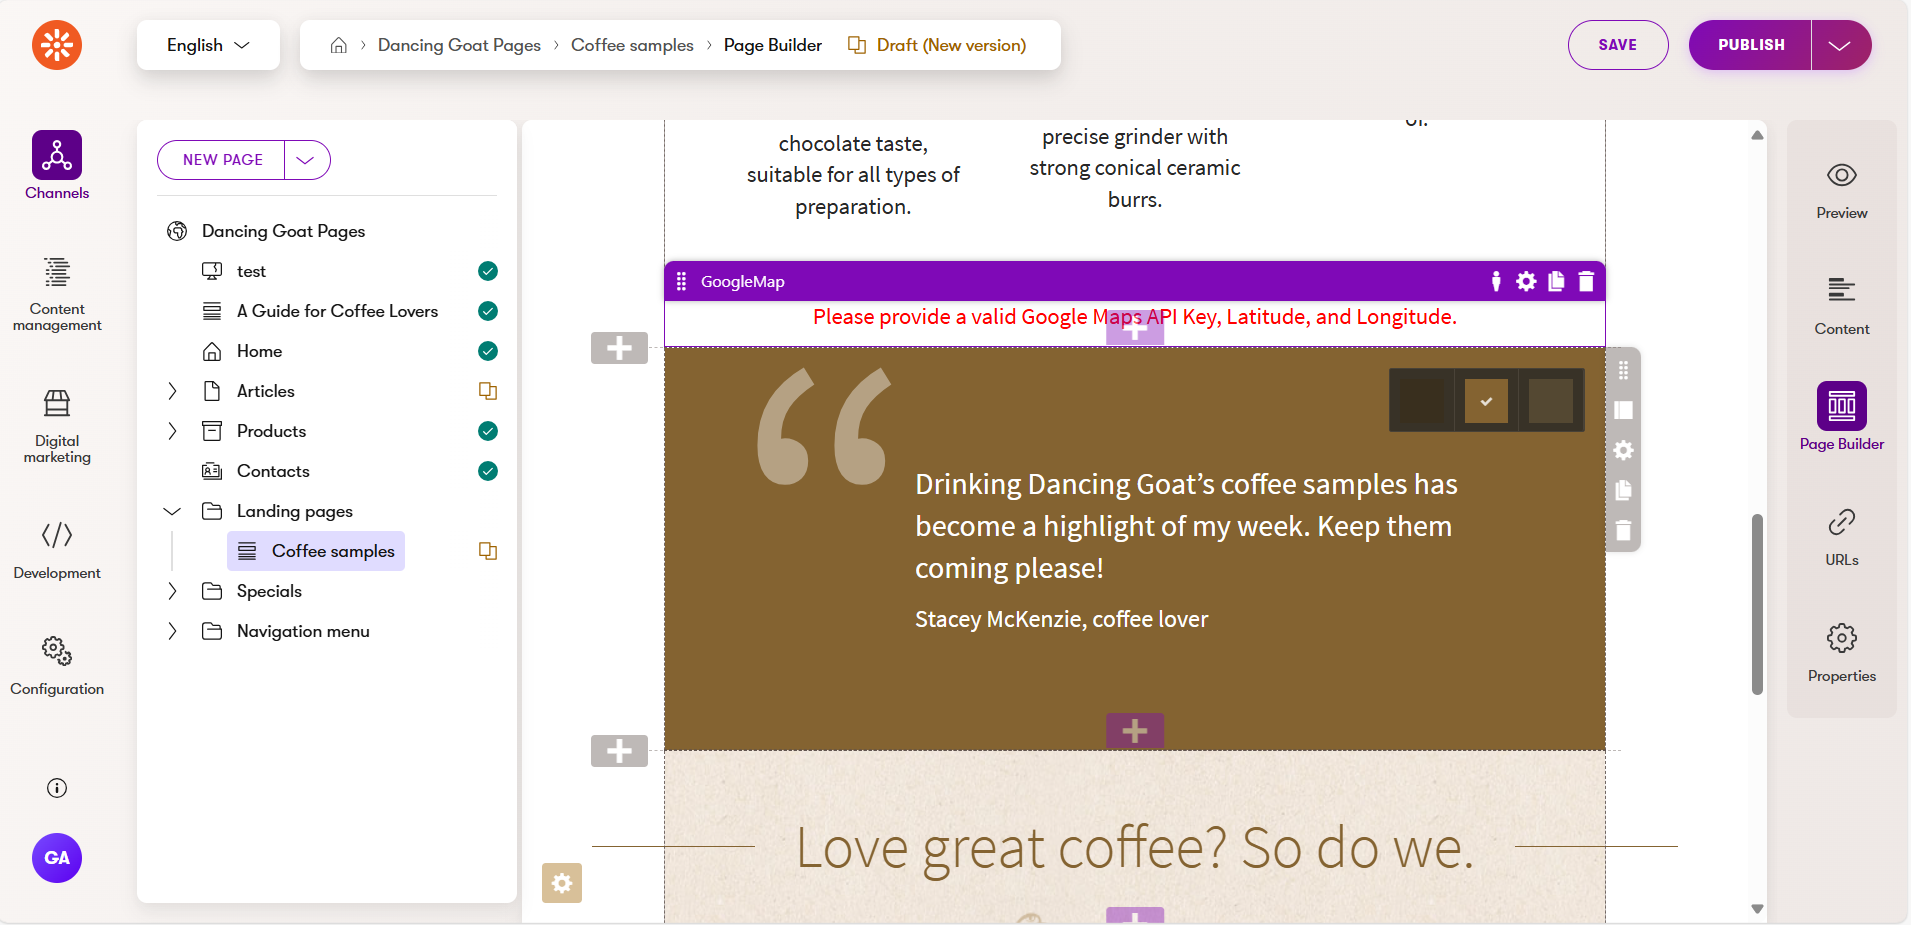 English
Dancing Goat Pages
Coffee samples
Page Builder
Draft (New version)
SAVE
PUBLISH
Channels
Content
management
Digital
marketing
Development
Configuration
GA
NEW PAGE
Dancing Goat Pages
test
A Guide for Coffee Lovers
Home
Articles
Products
Contacts
Landing pages
Coffee samples
Specials
Navigation menu
chocolate taste,
suitable for all types of
preparation.
precise grinder with
strong conical ceramic
burrs.
GoogleMap
Please provide a valid Google Maps API Key, Latitude, and Longitude.
“
Drinking Dancing Goat’s coffee samples has
become a highlight of my week. Keep them
coming please!
Stacey McKenzie, coffee lover
Love great coffee? So do we.
Preview
Content
Page Builder
URLs
Properties